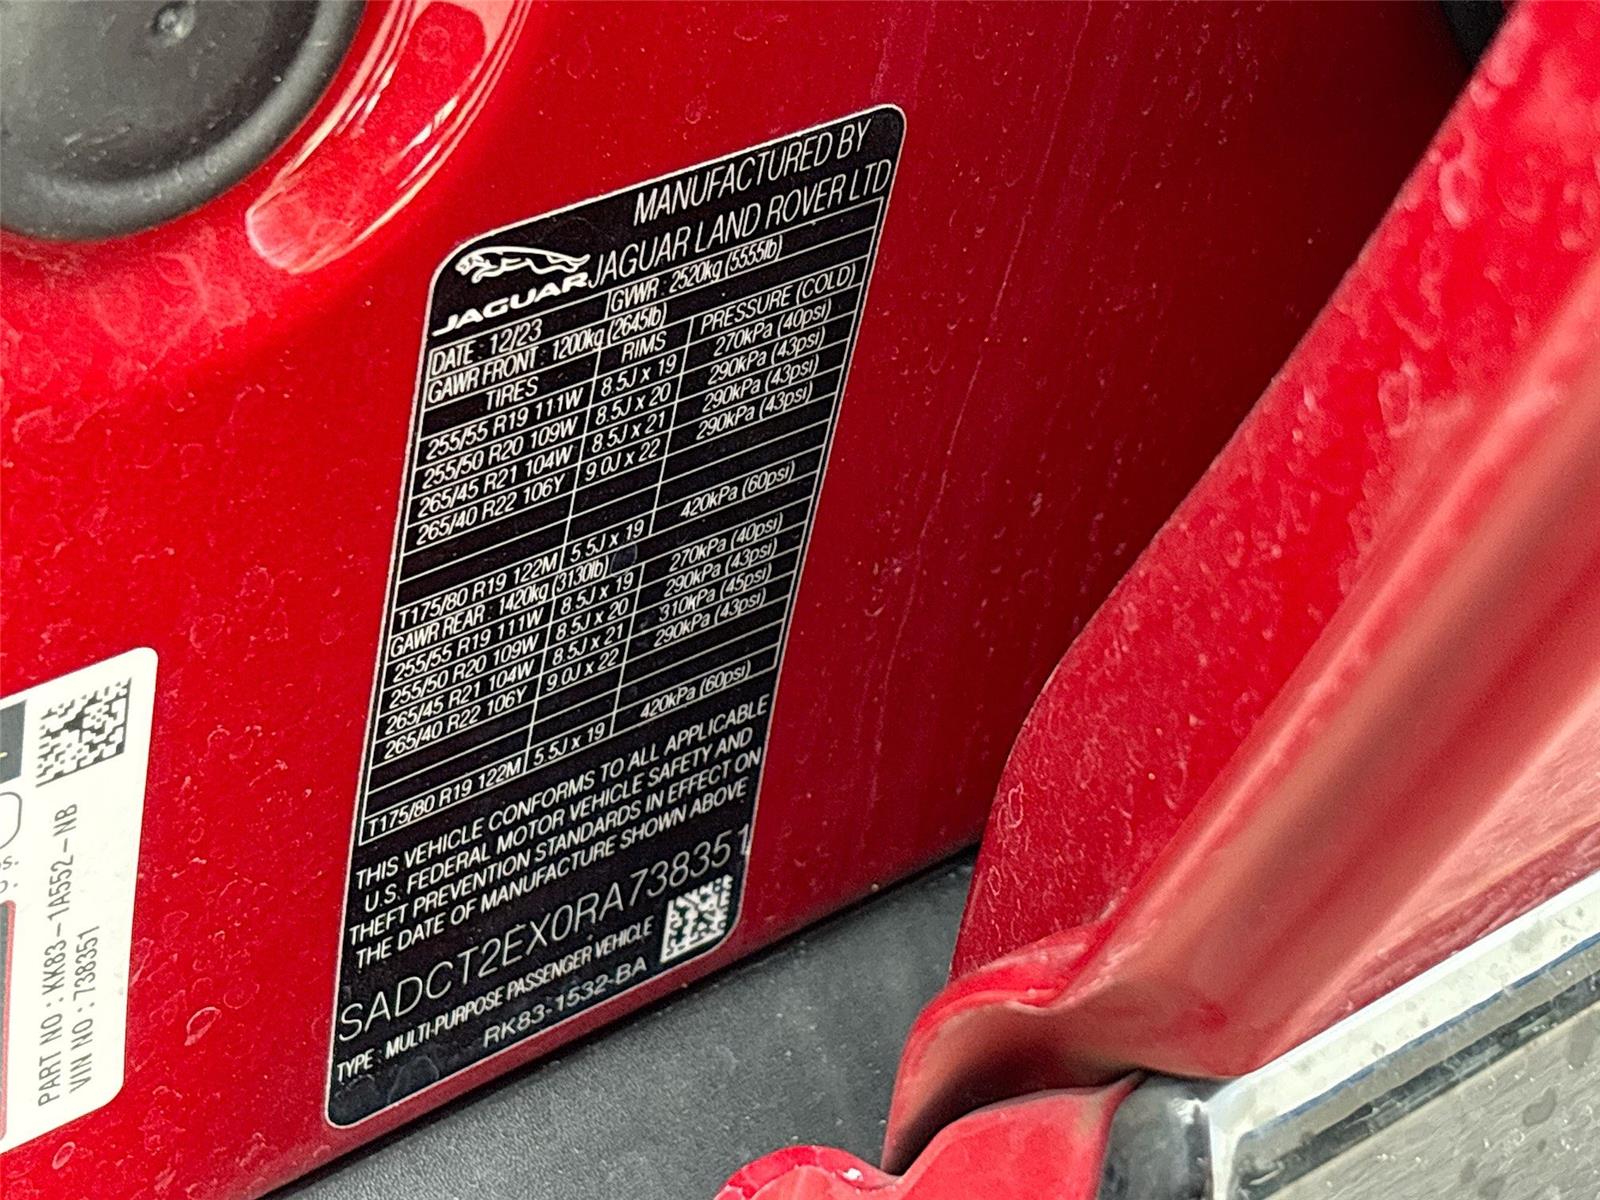 MANUFACTURED BY
JAGUAR LAND ROVER LTD
JAGUAR
DATE : 12/23 GVWR : 2520kg (5555lb)
GAWR FRONT : 1200kg (2645lb)
TIRES RIMS PRESSURE (COLD)
255/55 R19 111W 8.5J x 19 270kPa (40psi)
255/50 R20 109W 8.5J x 20 290kPa (43psi)
265/45 R21 104W 8.5J x 21 290kPa (43psi)
265/40 R22 106Y 9.0J x 22 290kPa (43psi)
T175/80 R19 122M 5.5J x 19 420kPa (60psi)
GAWR REAR : 1420kg (3130lb)
255/55 R19 111W 8.5J x 19 270kPa (40psi)
255/50 R20 109W 8.5J x 20 290kPa (43psi)
265/45 R21 104W 8.5J x 21 310kPa (45psi)
265/40 R22 106Y 9.0J x 22 290kPa (43psi)
T175/80 R19 122M 5.5J x 19 420kPa (60psi)
THIS VEHICLE CONFORMS TO ALL APPLICABLE
U.S. FEDERAL MOTOR VEHICLE SAFETY AND
THEFT PREVENTION STANDARDS IN EFFECT ON
THE DATE OF MANUFACTURE SHOWN ABOVE
SADCT2EX0RA738351
TYPE : MULTI-PURPOSE PASSENGER VEHICLE
RK83-1532-BA
PART NO : KK83-1A552-NB
VIN NO : 738351